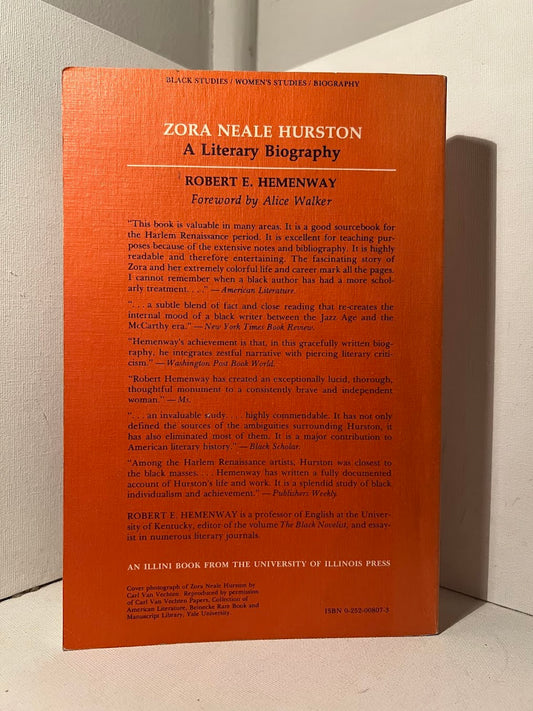 BLACK STUDIES / WOMEN'S STUDIES / BIOGRAPHY
ZORA NEALE HURSTON
A Literary Biography
ROBERT E. HEMENWAY
Foreword by Alice Walker
"This book is valuable in many areas. It is a good sourcebook for
the Harlem Renaissance period. It is excellent for teaching pur-
poses because of the extensive notes and bibliography. It is highly
readable and therefore entertaining. The fascinating story of
Zora and her extremely colorful life and career mark all the pages.
I cannot remember when a black author has had a more schol-
arly treatment. . . ." — American Literature.
". . . a subtle blend of fact and close reading that re-creates the
internal mood of a black writer between the Jazz Age and the
McCarthy era." — New York Times Book Review.
"Hemenway's achievement is that, in this gracefully written biog-
raphy, he integrates zestful narrative with piercing literary criti-
cism." — Washington Post Book World.
"Robert Hemenway has created an exceptionally lucid, thorough,
thoughtful monument to a consistently brave and independent
woman." — Ms.
". . . an invaluable study. . . . highly commendable. It has not only
defined the sources of the ambiguities surrounding Hurston, it
has also eliminated most of them. It is a major contribution to
American literary history." — Black Scholar.
"Among the Harlem Renaissance artists, Hurston was closest to
the black masses. . . . Hemenway has written a fully documented
account of Hurston's life and work. It is a splendid study of black
individualism and achievement." — Publishers Weekly.
ROBERT E. HEMENWAY is a professor of English at the Univer-
sity of Kentucky, editor of the volume The Black Novelist, and essay-
ist in numerous literary journals.
AN ILLINI BOOK FROM THE UNIVERSITY OF ILLINOIS PRESS
Cover photograph of Zora Neale Hurston by
Carl Van Vechten. Reproduced by permission
of Carl Van Vechten Papers, Collection of
American Literature, Beinecke Rare Book and
Manuscript Library, Yale University.
ISBN 0-252-00807-3